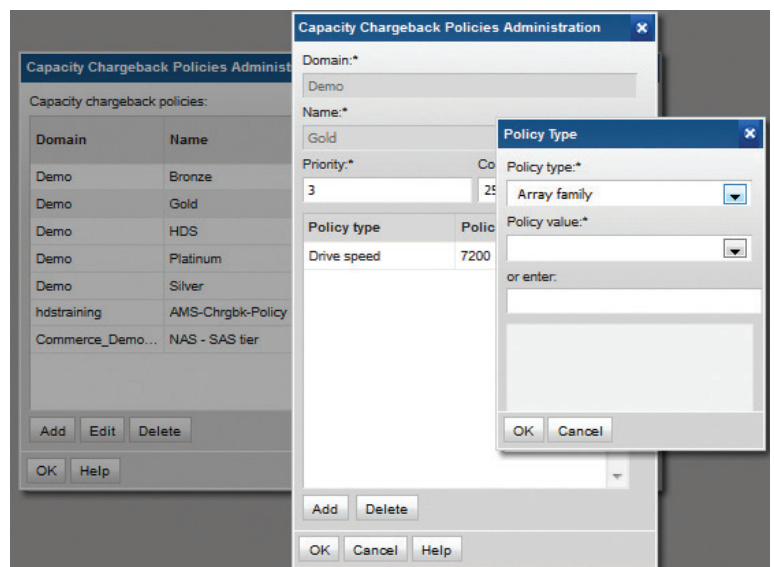 Capacity Chargeback Policies Administ
Capacity chargeback policies:
Domain Name
Demo Bronze
Demo Gold
Demo HDS
Demo Platinum
Demo Silver
hdstraining AMS-Chrgbk-Policy
Commerce_Demo... NAS - SAS tier
Add Edit Delete
OK Help
Capacity Chargeback Policies Administration
Domain:*
Demo
Name:*
Gold
Priority:* Co
3 25
Policy type Polic
Drive speed 7200
Add Delete
OK Cancel Help
Policy Type
Policy type:*
Array family
Policy value:*
or enter:
OK Cancel